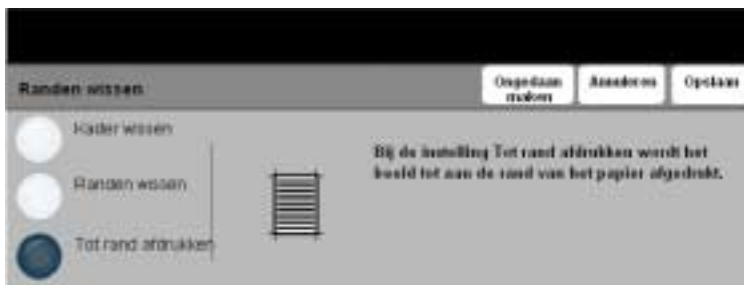 Randen wissen
Ongedaan
maken
Annuleren
Opslaan
Kader wissen
Randen wissen
Tot rand afdrukken
Bij de instelling Tot rand afdrukken wordt het
beeld tot aan de rand van het papier afgedrukt.